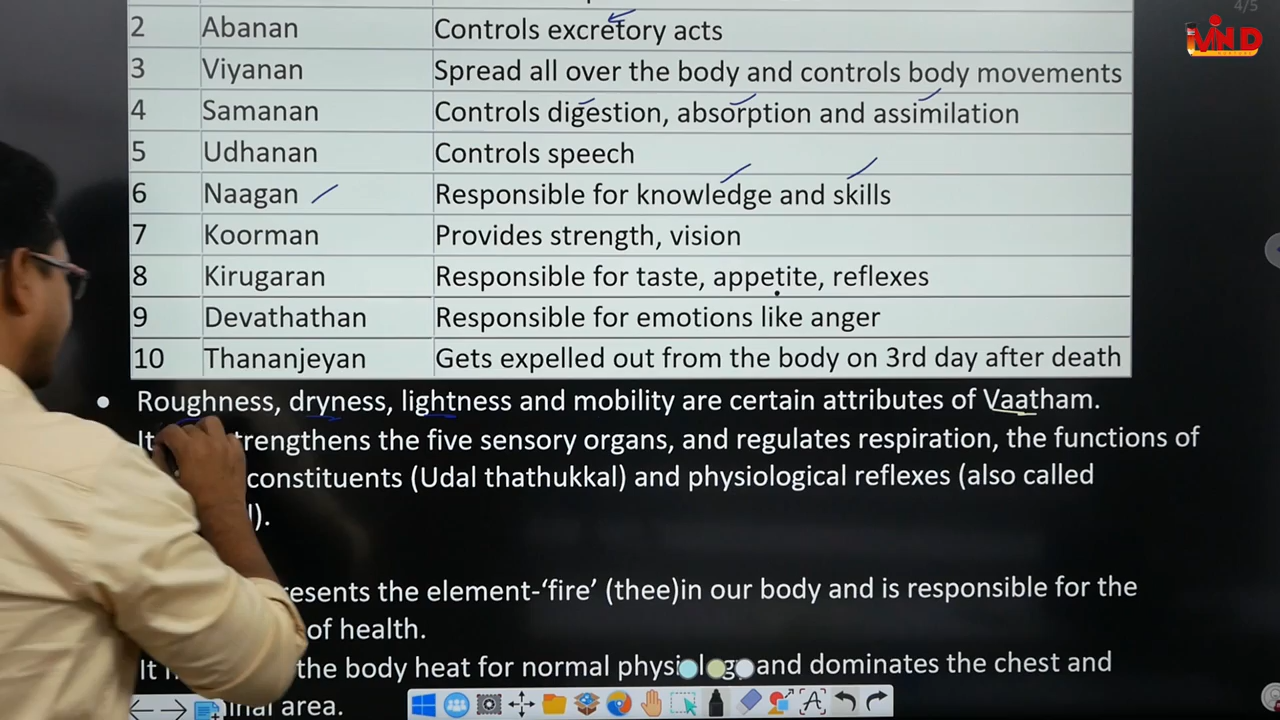 4/5
MIND
2 Abanan Controls excretory acts
3 Viyanan Spread all over the body and controls body movements
4 Samanan Controls digestion, absorption and assimilation
5 Udhanan Controls speech
6 Naagan Responsible for knowledge and skills
7 Koorman Provides strength, vision
8 Kirugaran Responsible for taste, appetite, reflexes
9 Devathathan Responsible for emotions like anger
10 Thananjeyan Gets expelled out from the body on 3rd day after death
• Roughness, dryness, lightness and mobility are certain attributes of Vaatham.
It trengthens the five sensory organs, and regulates respiration, the functions of
constituents (Udal thathukkal) and physiological reflexes (also called
l).
esents the element-‘fire’ (thee)in our body and is responsible for the
of health.
It the body heat for normal and dominates the chest and
area.